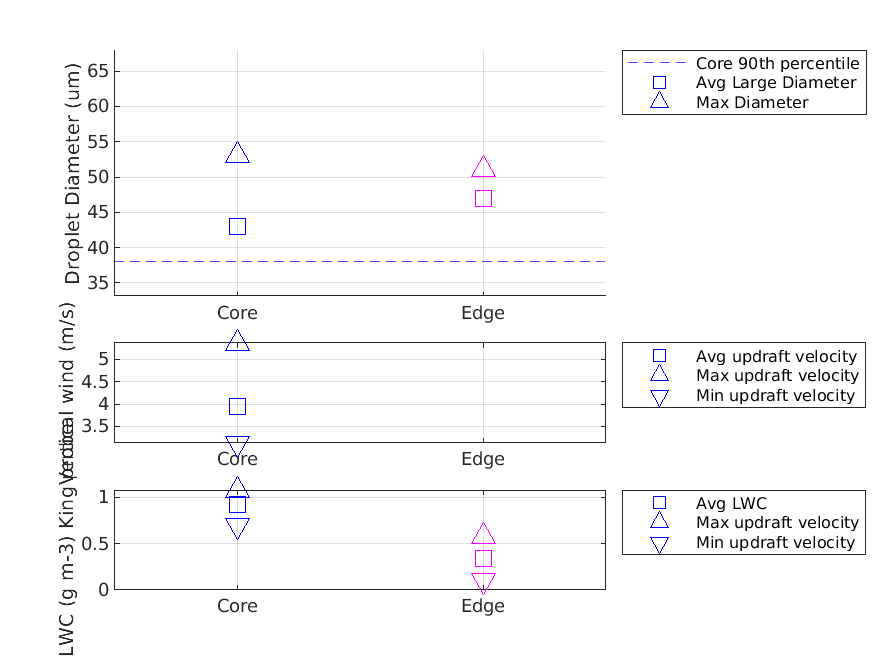 Droplet Diameter (um)
65
60
55
50
45
40
35
Core
Edge
Core 90th percentile
Avg Large Diameter
Max Diameter
Vertical wind (m/s)
5
4.5
4
3.5
Core
Edge
Avg updraft velocity
Max updraft velocity
Min updraft velocity
LWC (g m-3) King probe
1
0.5
0
Core
Edge
Avg LWC
Max updraft velocity
Min updraft velocity